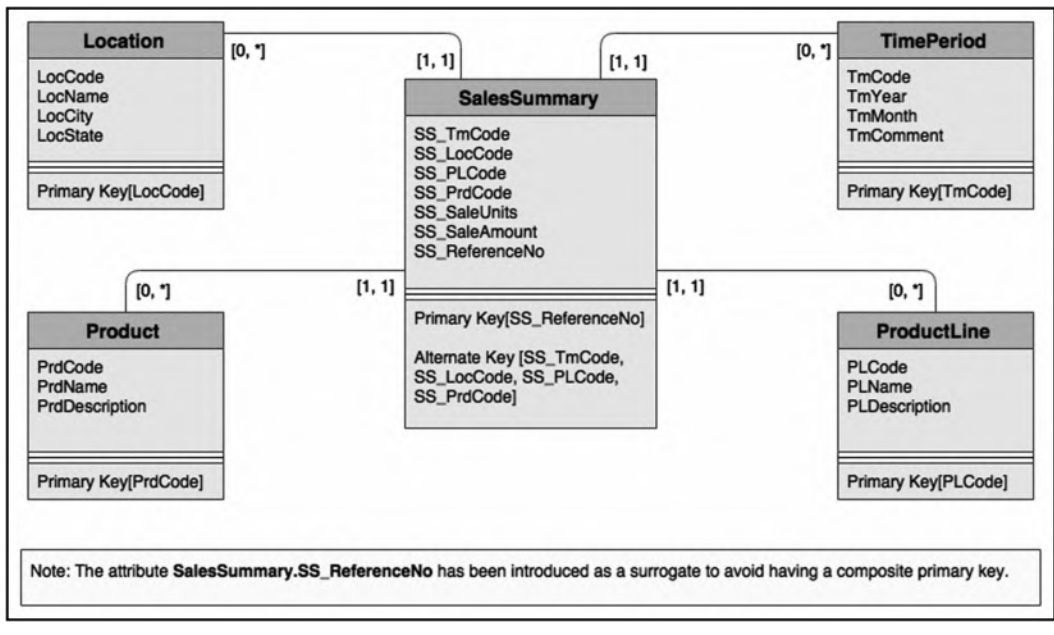 Location
LocCode
LocName
LocCity
LocState
Primary Key[LocCode]
[0, *]
[1, 1]
SalesSummary
SS_TmCode
SS_LocCode
SS_PLCode
SS_PrdCode
SS_SaleUnits
SS_SaleAmount
SS_ReferenceNo
Primary Key[SS_ReferenceNo]
Alternate Key [SS_TmCode,
SS_LocCode, SS_PLCode,
SS_PrdCode]
[1, 1]
[0, *]
TimePeriod
TmCode
TmYear
TmMonth
TmComment
Primary Key[TmCode]
[0, *]
[1, 1]
Product
PrdCode
PrdName
PrdDescription
Primary Key[PrdCode]
[1, 1]
[0, *]
ProductLine
PLCode
PLName
PLDescription
Primary Key[PLCode]
Note: The attribute SalesSummary.SS_ReferenceNo has been introduced as a surrogate to avoid having a composite primary key.